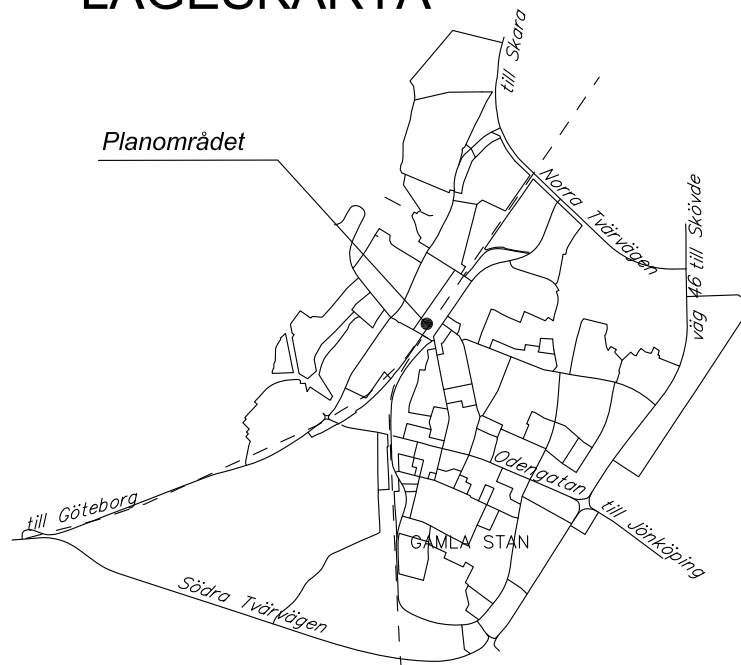 LÄGESKARTA
till Skara
Planområdet
Norra Tvärvägen
väg 46 till Skövde
Odengatan
till Göteborg
till Jönköping
GAMLA STAN
Södra Tvärvägen